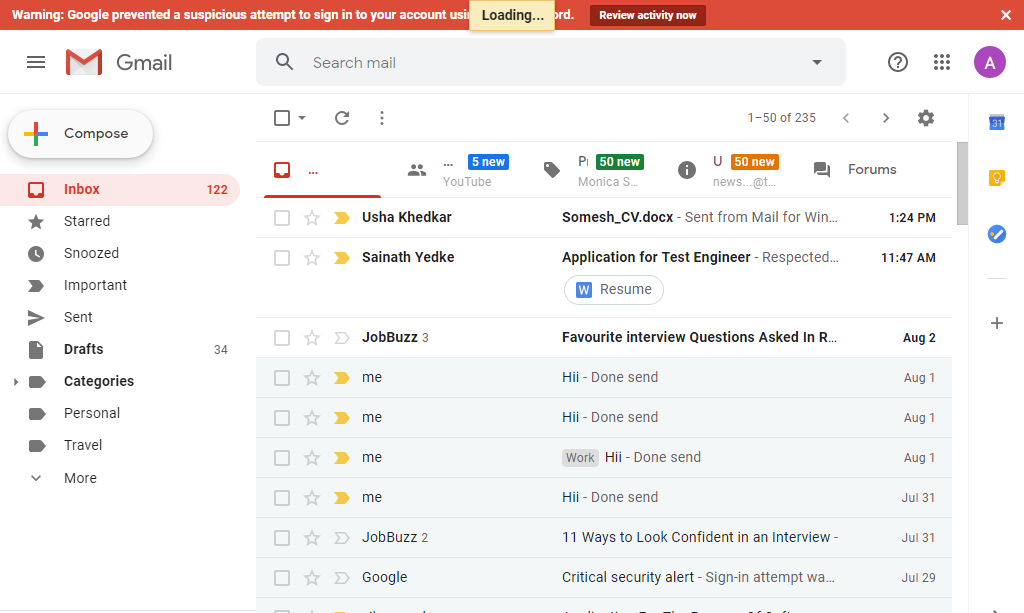 Warning: Google prevented a suspicious attempt to sign in to your account
Loading...
Review activity now
Gmail
Search mail
A
Compose
1–50 of 235
31
Inbox 122
Starred
Snoozed
Important
Sent
Drafts 34
Categories
Personal
Travel
More
...
... 5 new
YouTube
50 new
Monica S...
U 50 new
news...@t...
Forums
Usha Khedkar Somesh_CV.docx - Sent from Mail for Win... 1:24 PM
Sainath Yedke Application for Test Engineer - Respected... 11:47 AM
W Resume
JobBuzz 3 Favourite interview Questions Asked In R... Aug 2
me Hii - Done send Aug 1
me Hii - Done send Aug 1
me Work Hii - Done send Aug 1
me Hii - Done send Jul 31
JobBuzz 2 11 Ways to Look Confident in an Interview - Jul 31
Google Critical security alert - Sign-in attempt wa... Jul 29